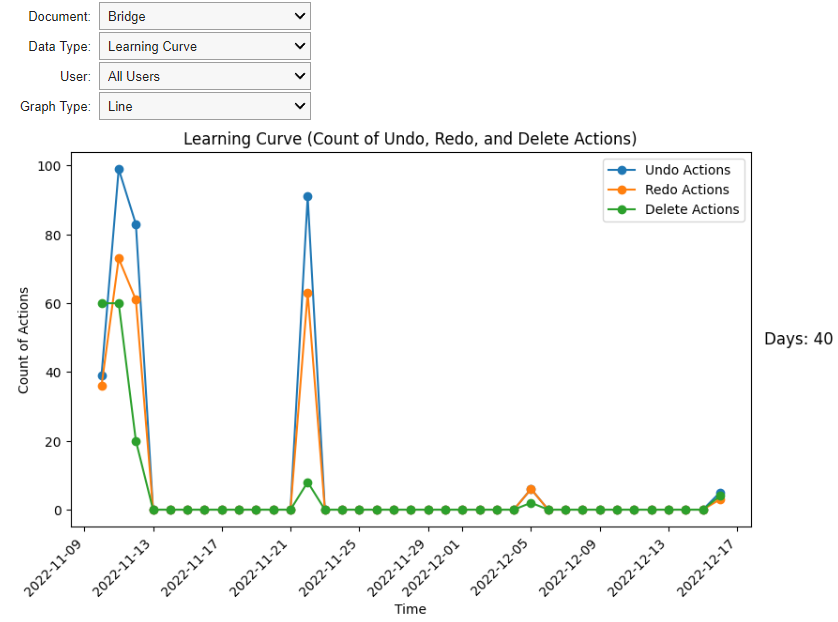 Document: Bridge
Data Type: Learning Curve
User: All Users
Graph Type: Line
Learning Curve (Count of Undo, Redo, and Delete Actions)
100
80
60
40
20
0
Count of Actions
Undo Actions
Redo Actions
Delete Actions
Days: 40
2022-11-09
2022-11-13
2022-11-17
2022-11-21
2022-11-25
2022-11-29
2022-12-01
2022-12-05
2022-12-09
2022-12-13
2022-12-17
Time